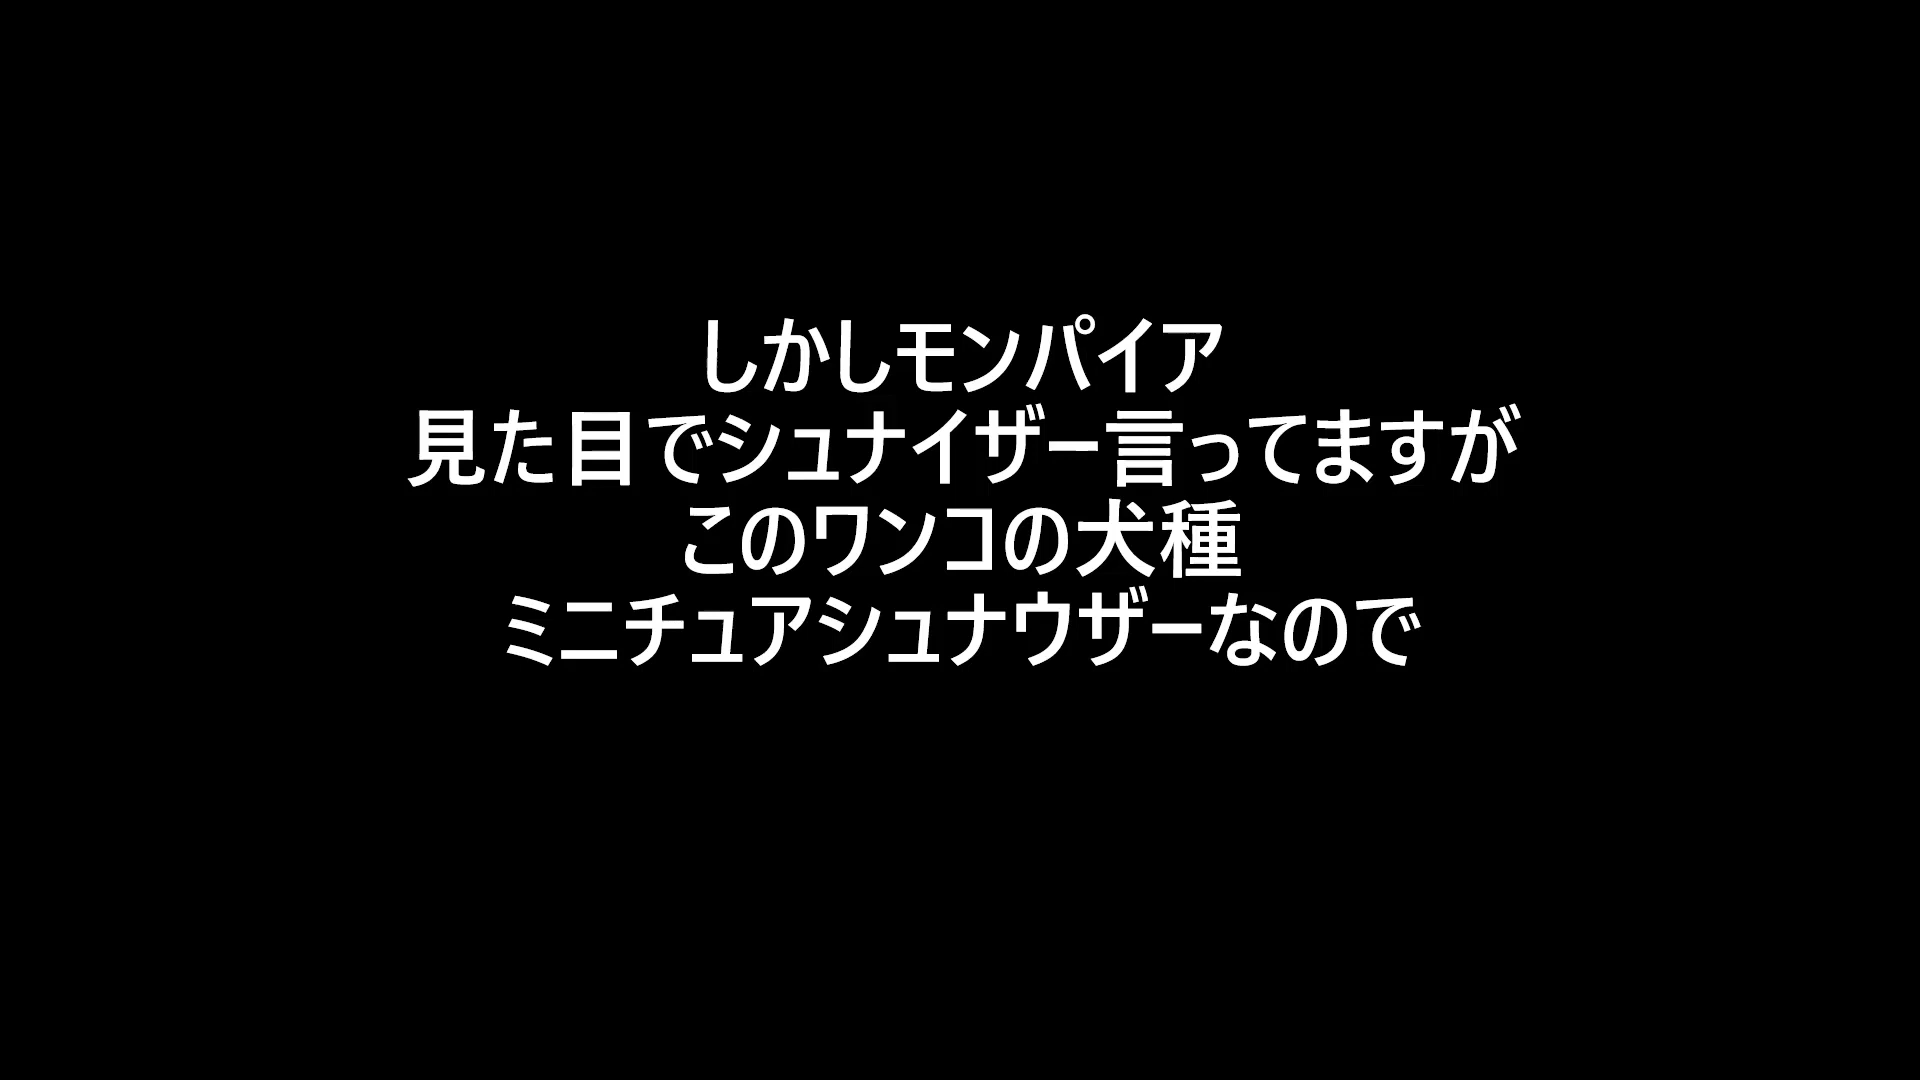 しかしモンパイア
見た目でシュナイザー言ってますが
このワンコの犬種
ミニチュアシュナウザーなので